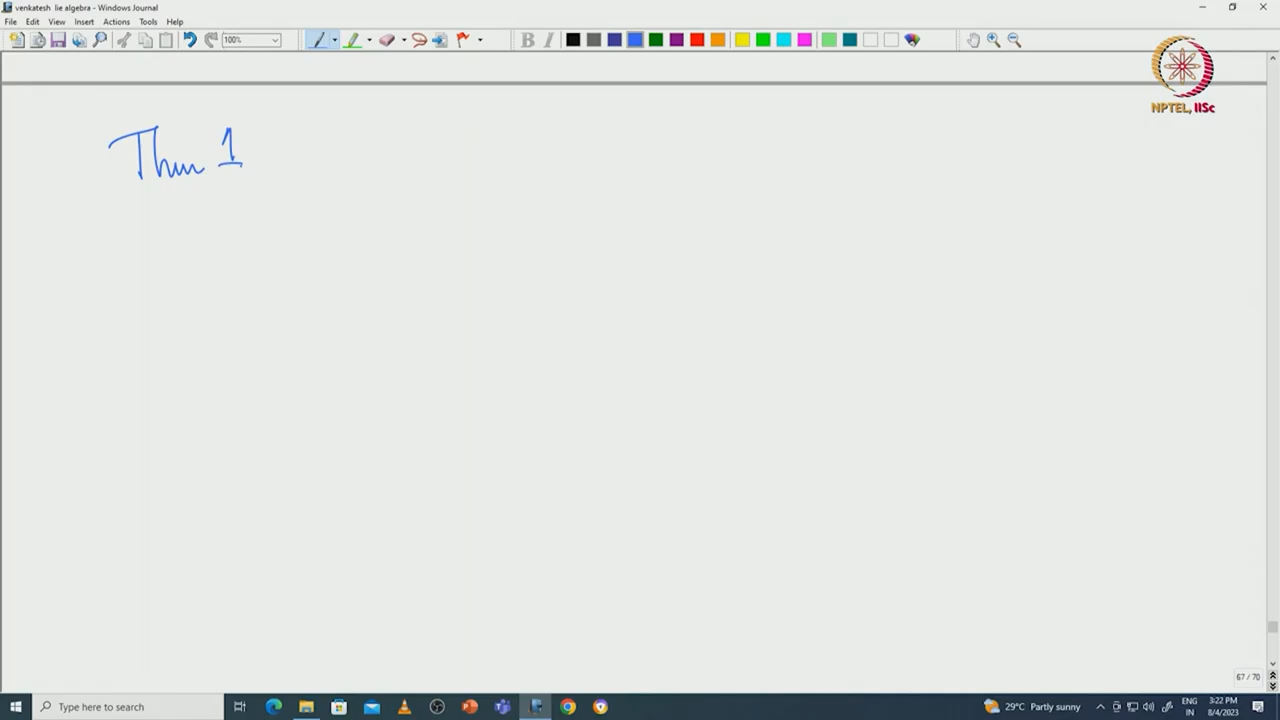 venkatesh lie algebra - Windows Journal
File Edit View Insert Actions Tools Help
100%
B I
NPTEL, IISc
Thm 1
67 / 70
Type here to search
29°C Partly sunny
ENG
IN
3:22 PM
8/4/2023